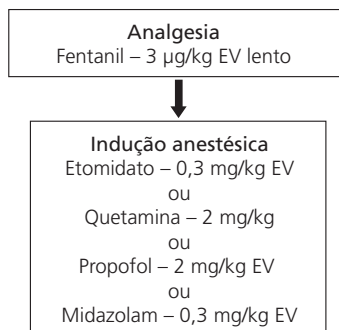 Analgesia
Fentanil – 3 µg/kg EV lento
Indução anestésica
Etomidato – 0,3 mg/kg EV
ou
Quetamina – 2 mg/kg
ou
Propofol – 2 mg/kg EV
ou
Midazolam – 0,3 mg/kg EV